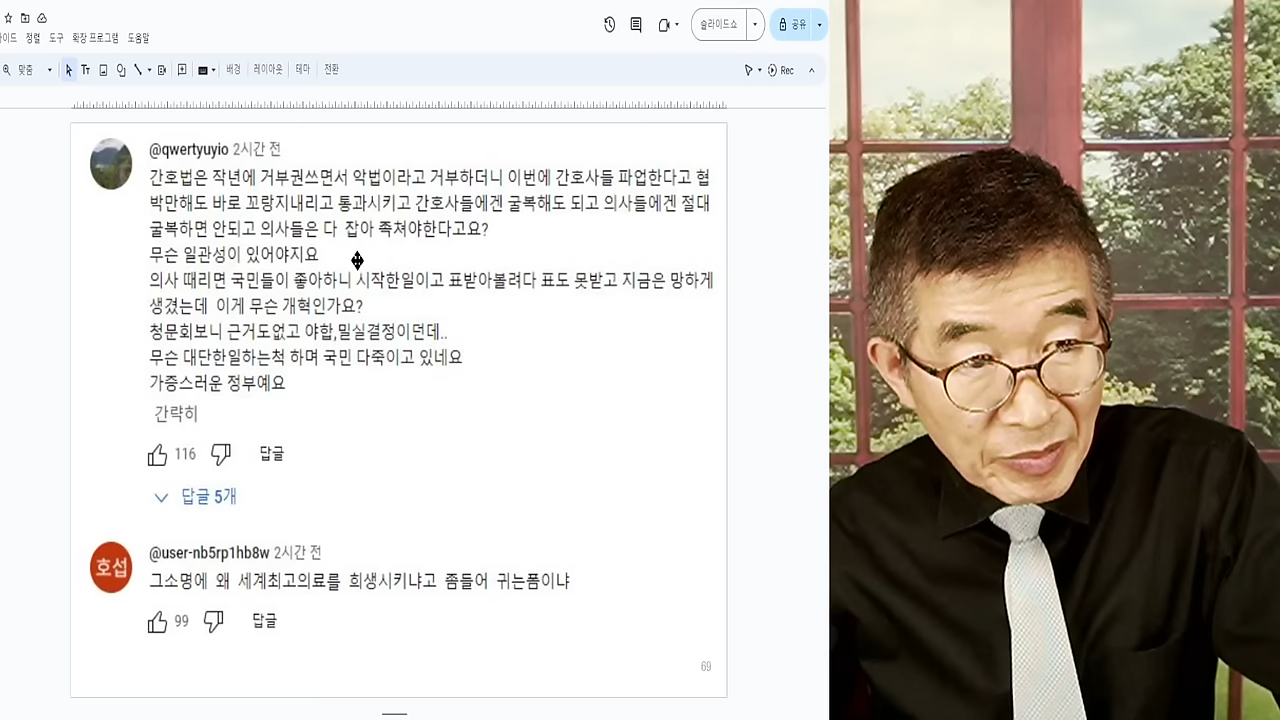 이드 정렬 도구 확장 프로그램 도움말
슬라이드쇼
공유
맞춤
Tт
배경 레이아웃 테마 전환
Rec
@qwertyuyio 2시간 전
간호법은 작년에 거부권쓰면서 악법이라고 거부하더니 이번에 간호사들 파업한다고 협
박만해도 바로 꼬랑지내리고 통과시키고 간호사들에겐 굴복해도 되고 의사들에겐 절대
굴복하면 안되고 의사들은 다 잡아 족쳐야한다고요?
무슨 일관성이 있어야지요
의사 때리면 국민들이 좋아하니 시작한일이고 표받아볼려다 표도 못받고 지금은 망하게
생겼는데 이게 무슨 개혁인가요?
청문회보니 근거도없고 야합,밀실결정이던데..
무슨 대단한일하는척 하며 국민 다죽이고 있네요
가증스러운 정부예요
간략히
116 답글
답글 5개
호섭
@user-nb5rp1hb8w 2시간 전
그소명에 왜 세계최고의료를 희생시키냐고 좀들어 귀는폼이냐
99 답글
69